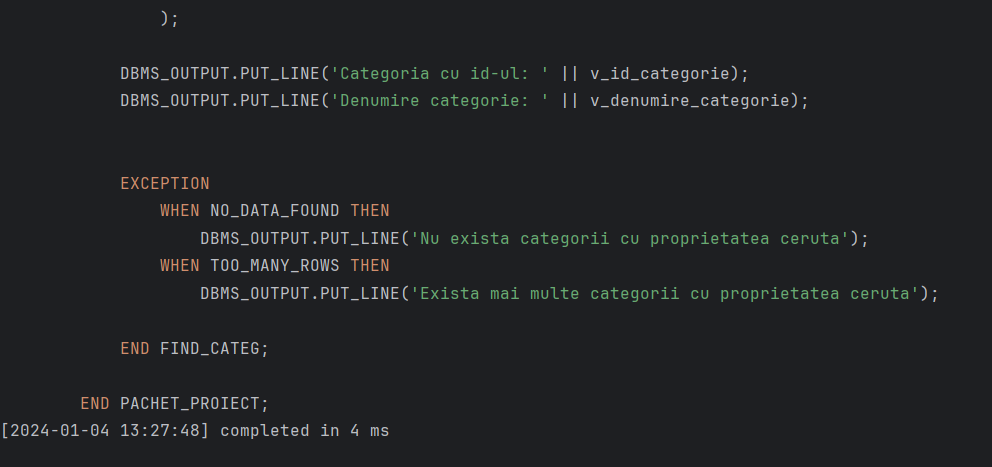 );
DBMS_OUTPUT.PUT_LINE('Categoria cu id-ul: ' || v_id_categorie);
DBMS_OUTPUT.PUT_LINE('Denumire categorie: ' || v_denumire_categorie);
EXCEPTION
WHEN NO_DATA_FOUND THEN
DBMS_OUTPUT.PUT_LINE('Nu exista categorii cu proprietatea ceruta');
WHEN TOO_MANY_ROWS THEN
DBMS_OUTPUT.PUT_LINE('Exista mai multe categorii cu proprietatea ceruta');
END FIND_CATEG;
END PACHET_PROIECT;
[2024-01-04 13:27:48] completed in 4 ms